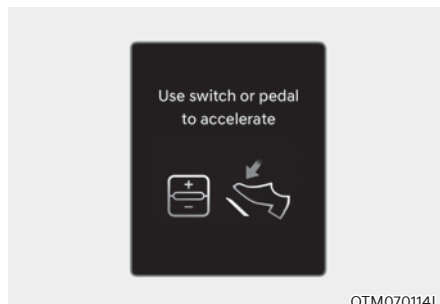 Use switch or pedal
to accelerate
+
−
OTM070114L